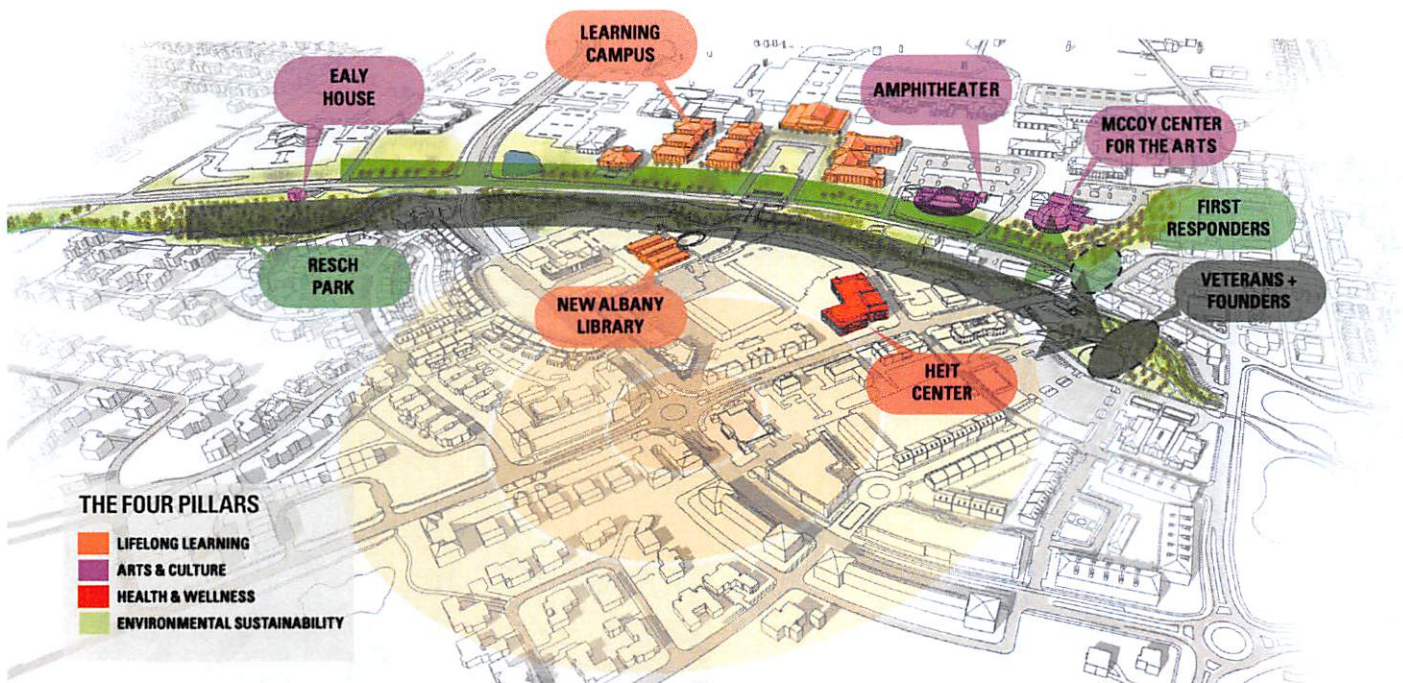 LEARNING
CAMPUS
EALY
HOUSE
AMPHITHEATER
MCCOY CENTER
FOR THE ARTS
FIRST
RESPONDERS
RESCH
PARK
VETERANS +
FOUNDERS
NEW ALBANY
LIBRARY
HEIT
CENTER
THE FOUR PILLARS
LIFELONG LEARNING
ARTS & CULTURE
HEALTH & WELLNESS
ENVIRONMENTAL SUSTAINABILITY